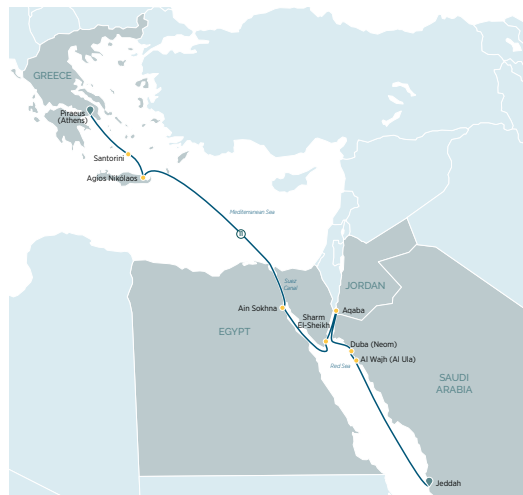 GREECE
Piraeus
(Athens)
Santorini
Agios Nikolaos
Mediterranean Sea
Suez
Canal
JORDAN
Ain Sokhna
Aqaba
Sharm
El-Sheikh
EGYPT
Duba (Neom)
Al Wajh (Al Ula)
Red Sea
SAUDI
ARABIA
Jeddah